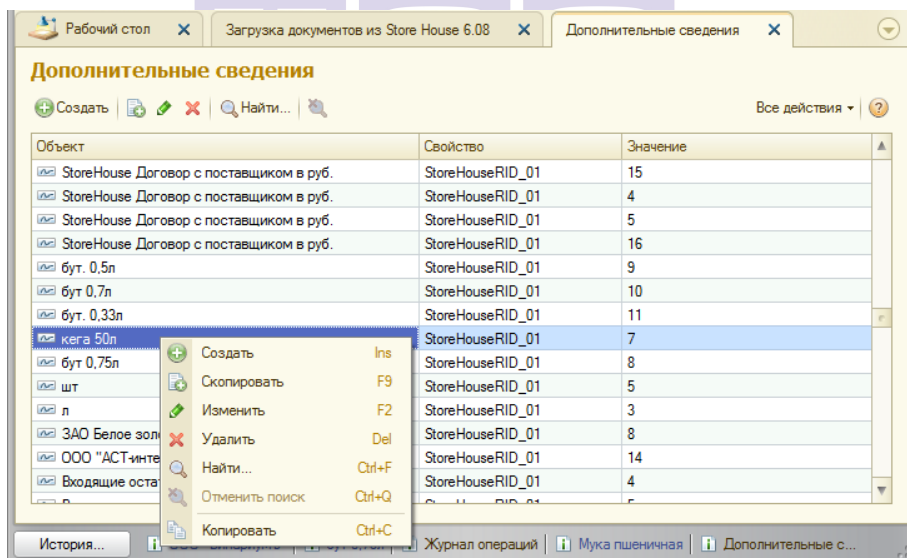 Рабочий стол Загрузка документов из Store House 6.08 Дополнительные сведения
Дополнительные сведения
Создать Найти... Все действия
Объект Свойство Значение
StoreHouse Договор с поставщиком в руб. StoreHouseRID_01 15
StoreHouse Договор с поставщиком в руб. StoreHouseRID_01 4
StoreHouse Договор с поставщиком в руб. StoreHouseRID_01 5
StoreHouse Договор с поставщиком в руб. StoreHouseRID_01 16
бут. 0,5л StoreHouseRID_01 9
бут 0,7л StoreHouseRID_01 10
бут. 0,33л StoreHouseRID_01 11
кега 50л StoreHouseRID_01 7
бут 0,75л StoreHouseRID_01 8
шт StoreHouseRID_01 5
л StoreHouseRID_01 3
ЗАО Белое StoreHouseRID_01 8
ООО "АСТ-инте StoreHouseRID_01 14
Входящие StoreHouseRID_01 4
Создать Ins
Скопировать F9
Изменить F2
Удалить Del
Найти... Ctrl+F
Отменить поиск Ctrl+Q
Копировать Ctrl+C
История... Журнал операций Мука пшеничная Дополнительные с...